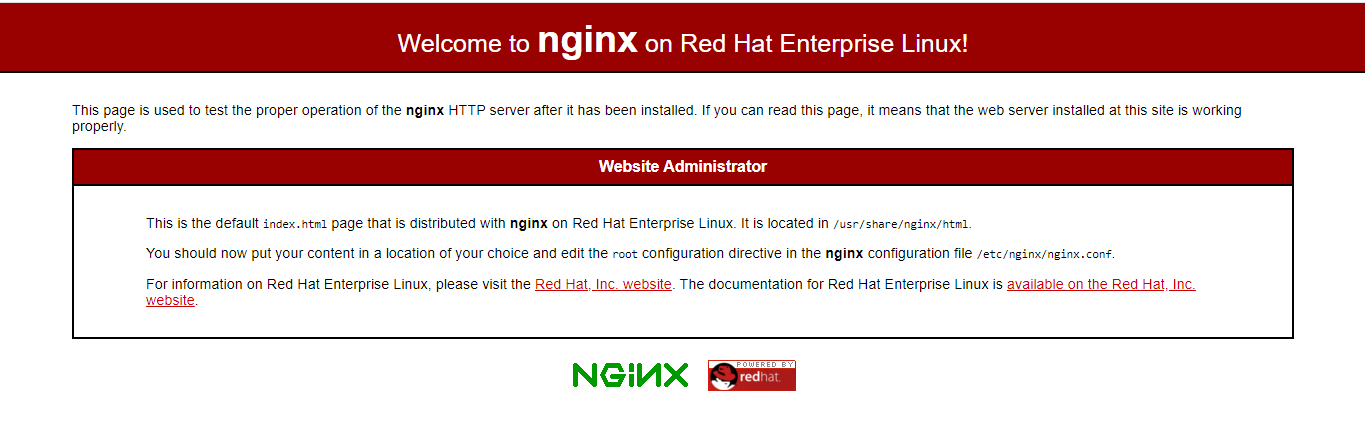 Welcome to nginx on Red Hat Enterprise Linux!
This page is used to test the proper operation of the nginx HTTP server after it has been installed. If you can read this page, it means that the web server installed at this site is working
properly.
Website Administrator
This is the default index.html page that is distributed with nginx on Red Hat Enterprise Linux. It is located in /usr/share/nginx/html.
You should now put your content in a location of your choice and edit the root configuration directive in the nginx configuration file /etc/nginx/nginx.conf.
For information on Red Hat Enterprise Linux, please visit the Red Hat, Inc. website. The documentation for Red Hat Enterprise Linux is available on the Red Hat, Inc.
website.
NGiNX
POWERED BY
redhat.